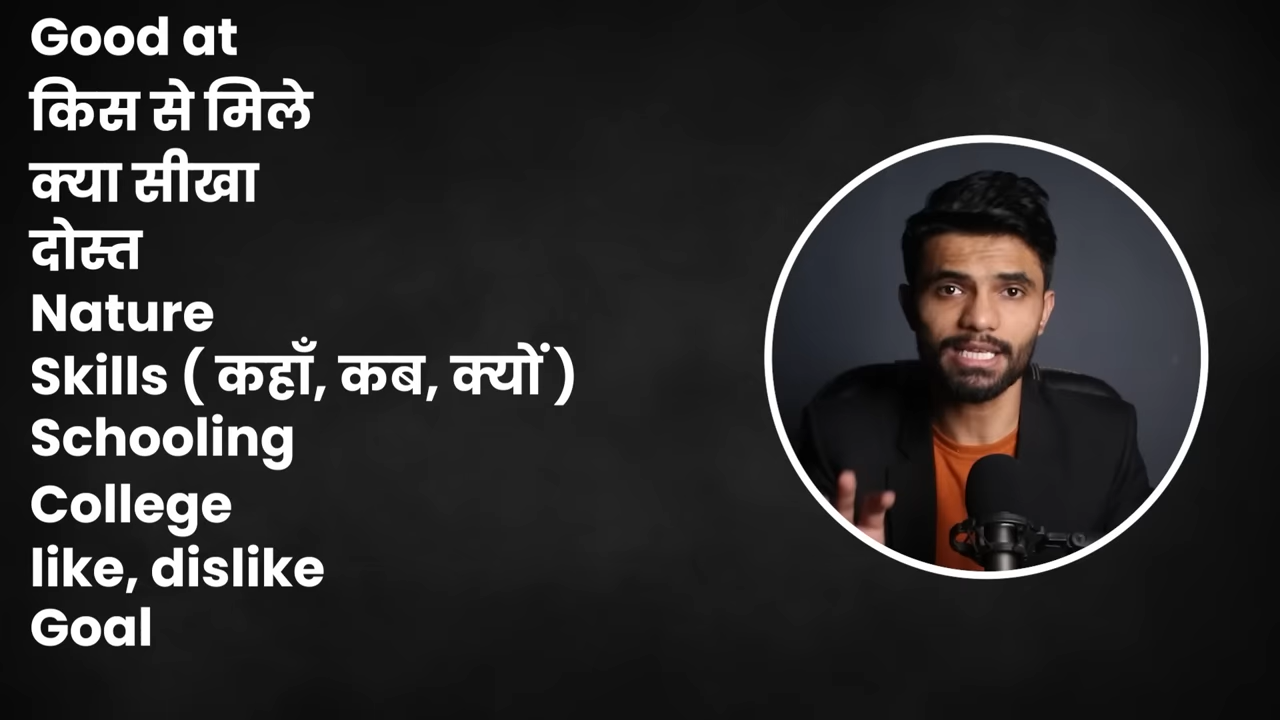 Good at
किस से मिले
क्या सीखा
दोस्त
Nature
Skills ( कहाँ, कब, क्यों )
Schooling
College
like, dislike
Goal